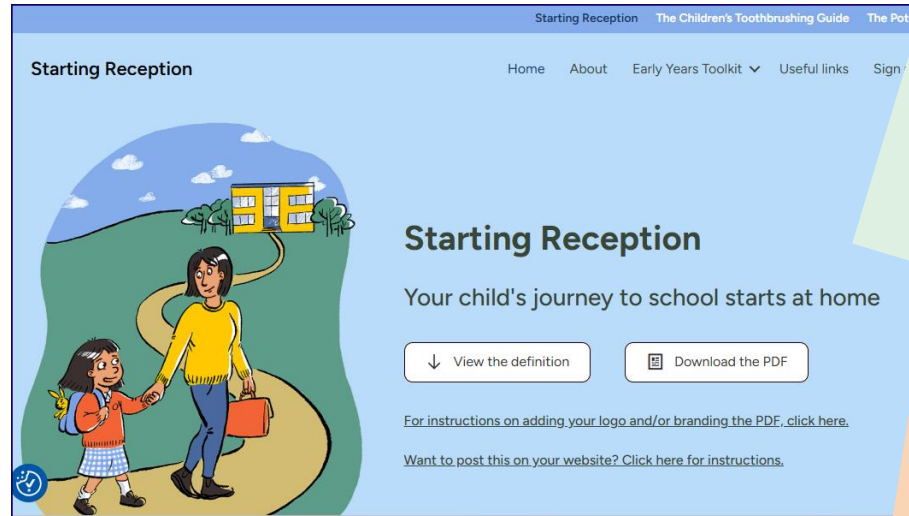 Starting Reception The Children's Toothbrushing Guide The Pot
Starting Reception
Home About Early Years Toolkit Useful links Sign
Starting Reception
Your child's journey to school starts at home
View the definition Download the PDF
For instructions on adding your logo and/or branding the PDF, click here.
Want to post this on your website? Click here for instructions.